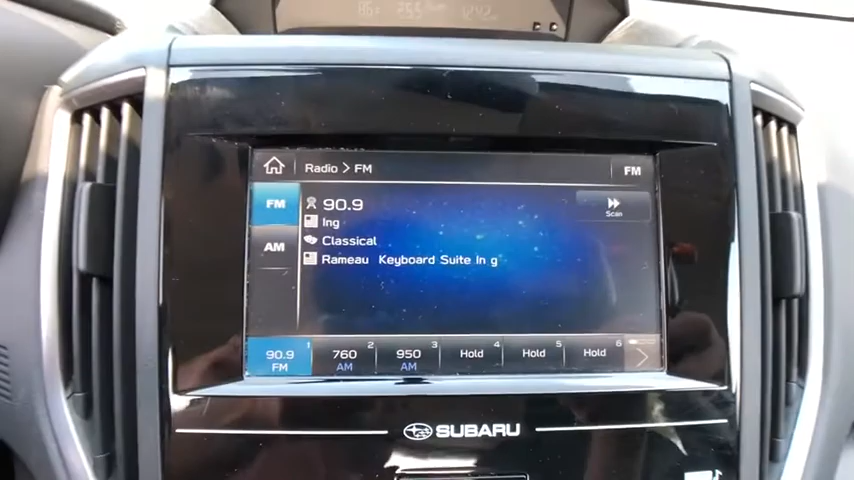 Radio > FM
FM
FM
90.9
Scan
Ing
AM
Classical
Rameau Keyboard Suite In g
1 2 3 4 5 6
90.9 760 950 Hold Hold Hold
FM AM AM
SUBARU